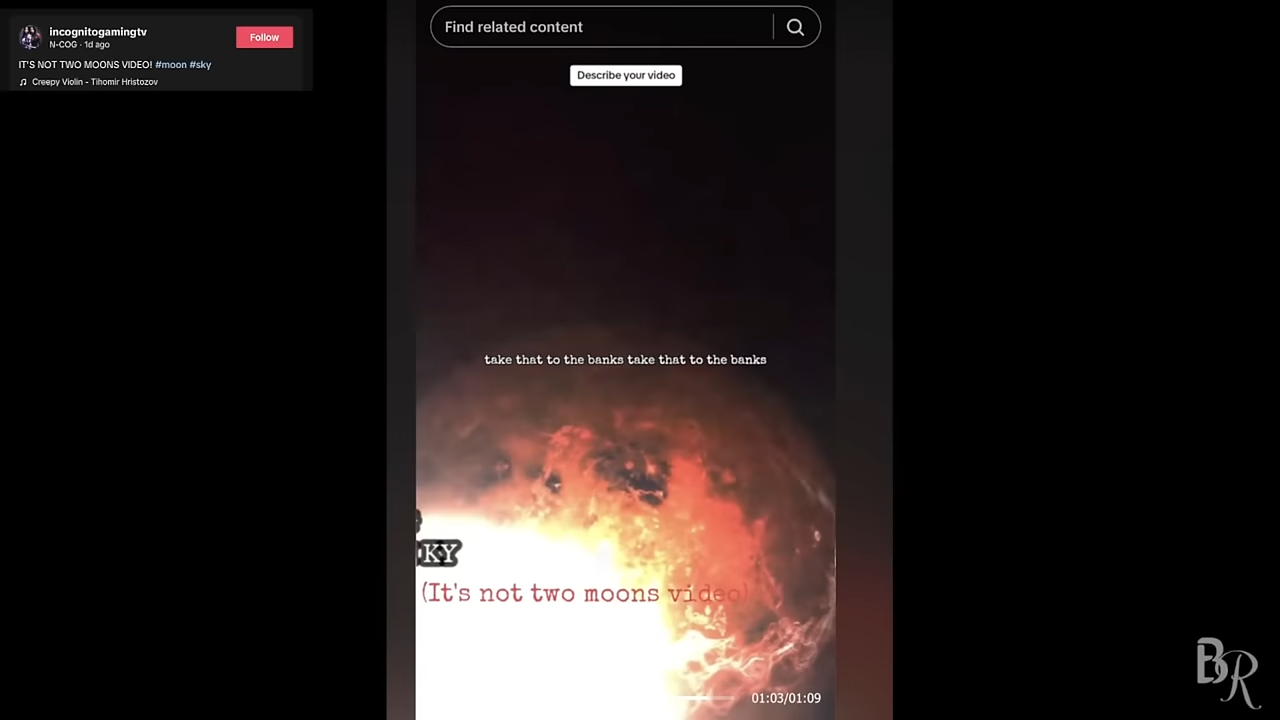 incognitogamingtv
N-COG · 1d ago
Follow
IT'S NOT TWO MOONS VIDEO! #moon #sky
Creepy Violin - Tihomir Hristozov
Find related content
Describe your video
take that to the banks take that to the banks
KY
(It's not two moons video)
01:03/01:09
BR